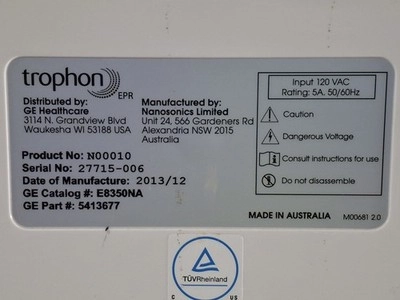 trophon
EPR
Distributed by:
GE Healthcare
3114 N. Grandview Blvd
Waukesha WI 53188 USA
Manufactured by:
Nanosonics Limited
Unit 24, 566 Gardeners Rd
Alexandria NSW 2015
Australia
Product No: N00010
Serial No: 27715-006
Date of Manufacture: 2013/12
GE Catalog #: E8350NA
GE Part #: 5413677
Input 120 VAC
Rating: 5A, 50/60Hz
Caution
Dangerous Voltage
Consult instructions for use
Do not disassemble
MADE IN AUSTRALIA
M00681 2.0
TÜVRheinland
C US